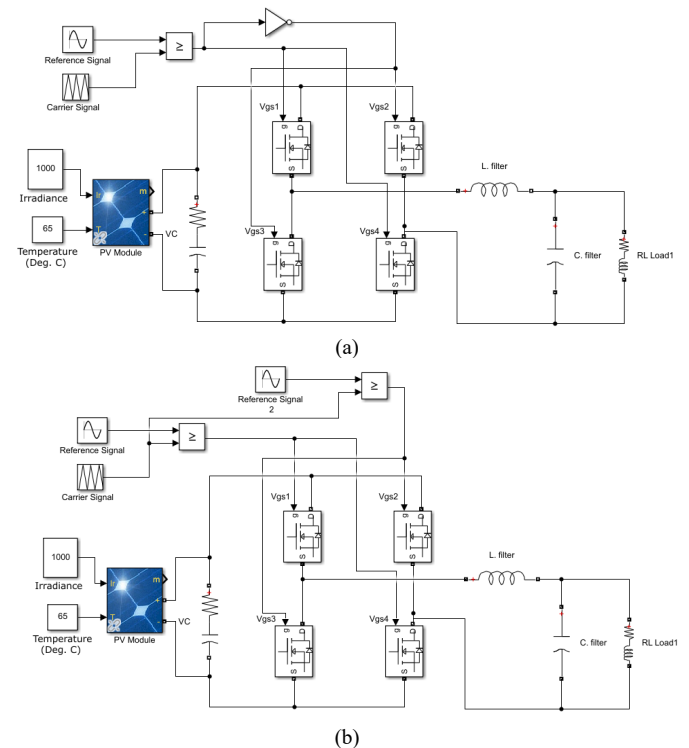 ≥
Reference Signal
Carrier Signal
Vgs1
Vgs2
g
D
S
g
D
S
1000
Irradiance
Ir
m
+
65
T
-
Temperature
(Deg. C)
PV Module
VC
Vgs3
Vgs4
g
D
S
g
D
S
L. filter
C. filter
RL Load1
(a)
≥
Reference Signal
2
≥
Reference Signal
Carrier Signal
Vgs1
Vgs2
g
D
S
g
D
S
1000
Irradiance
Ir
m
+
65
T
-
Temperature
(Deg. C)
PV Module
VC
Vgs3
Vgs4
g
D
S
g
D
S
L. filter
C. filter
RL Load1
(b)